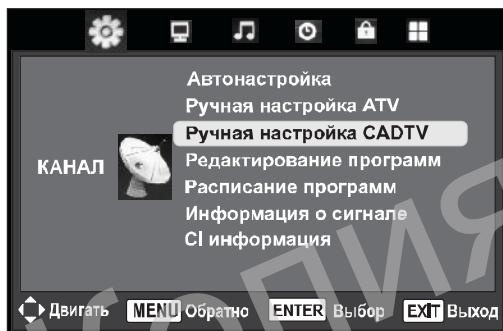 Автонастройка
Ручная настройка ATV
Ручная настройка CADTV
КАНАЛ
Редактирование программ
Расписание программ
Информация о сигнале
CI информация
Двигать MENU Обратно ENTER Выбор EXIT Выход
КОПИЯ